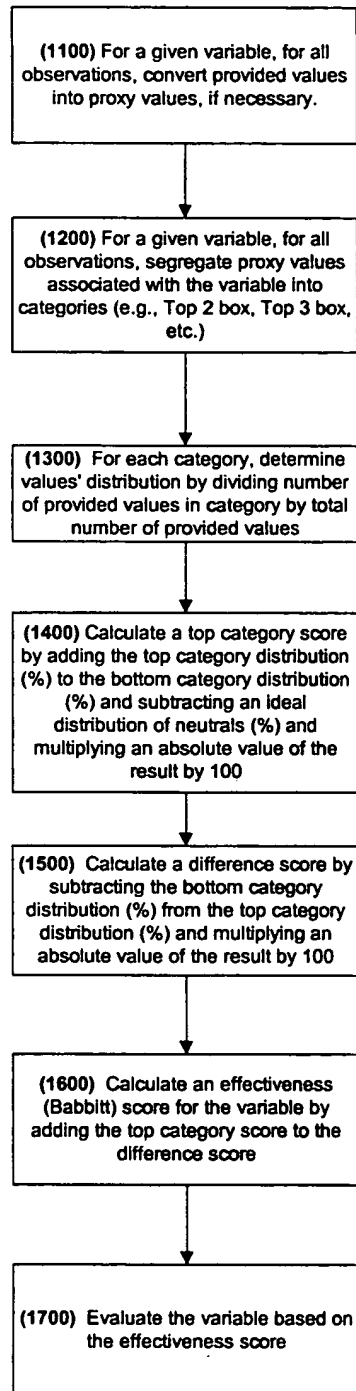 (1100) For a given variable, for all
observations, convert provided values
into proxy values, if necessary.
(1200) For a given variable, for all
observations, segregate proxy values
associated with the variable into
categories (e.g., Top 2 box, Top 3 box,
etc.)
(1300) For each category, determine
values' distribution by dividing number
of provided values in category by total
number of provided values
(1400) Calculate a top category score
by adding the top category distribution
(%) to the bottom category distribution
(%) and subtracting an ideal
distribution of neutrals (%) and
multiplying an absolute value of the
result by 100
(1500) Calculate a difference score by
subtracting the bottom category
distribution (%) from the top category
distribution (%) and multiplying an
absolute value of the result by 100
(1600) Calculate an effectiveness
(Babbitt) score for the variable by
adding the top category score to the
difference score
(1700) Evaluate the variable based on
the effectiveness score